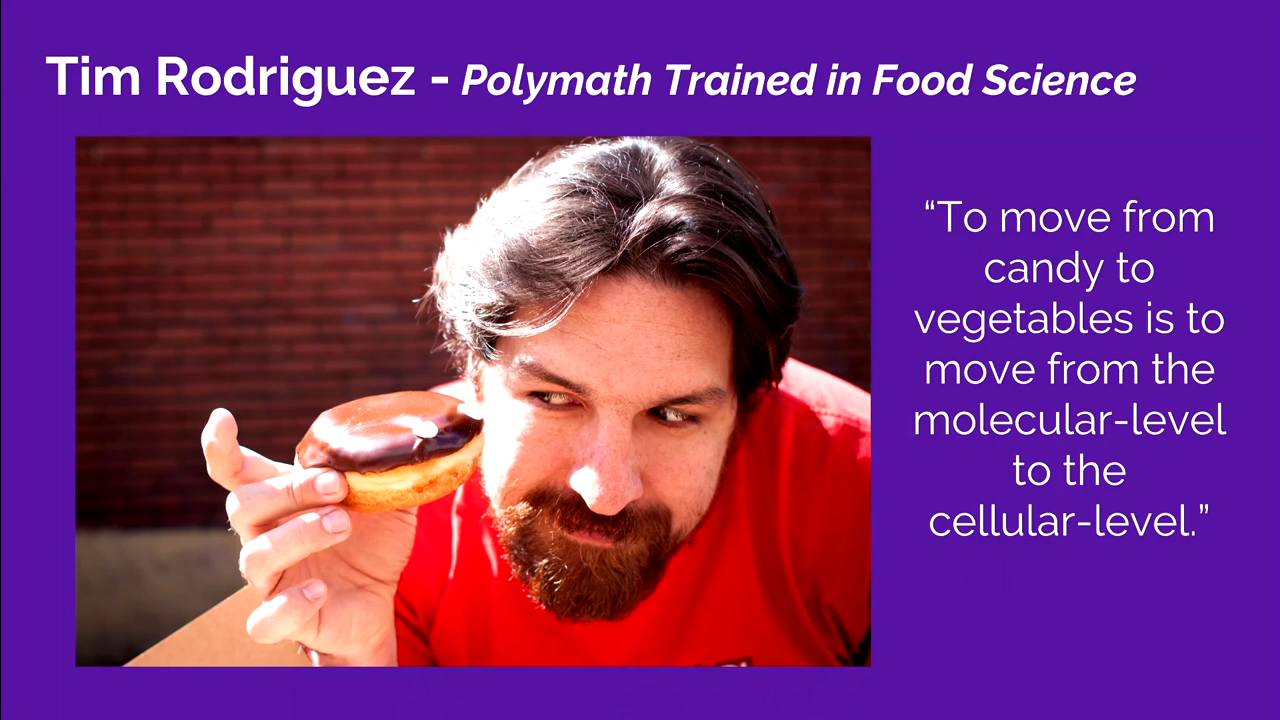 Tim Rodriguez - Polymath Trained in Food Science
“To move from
candy to
vegetables is to
move from the
molecular-level
to the
cellular-level.”